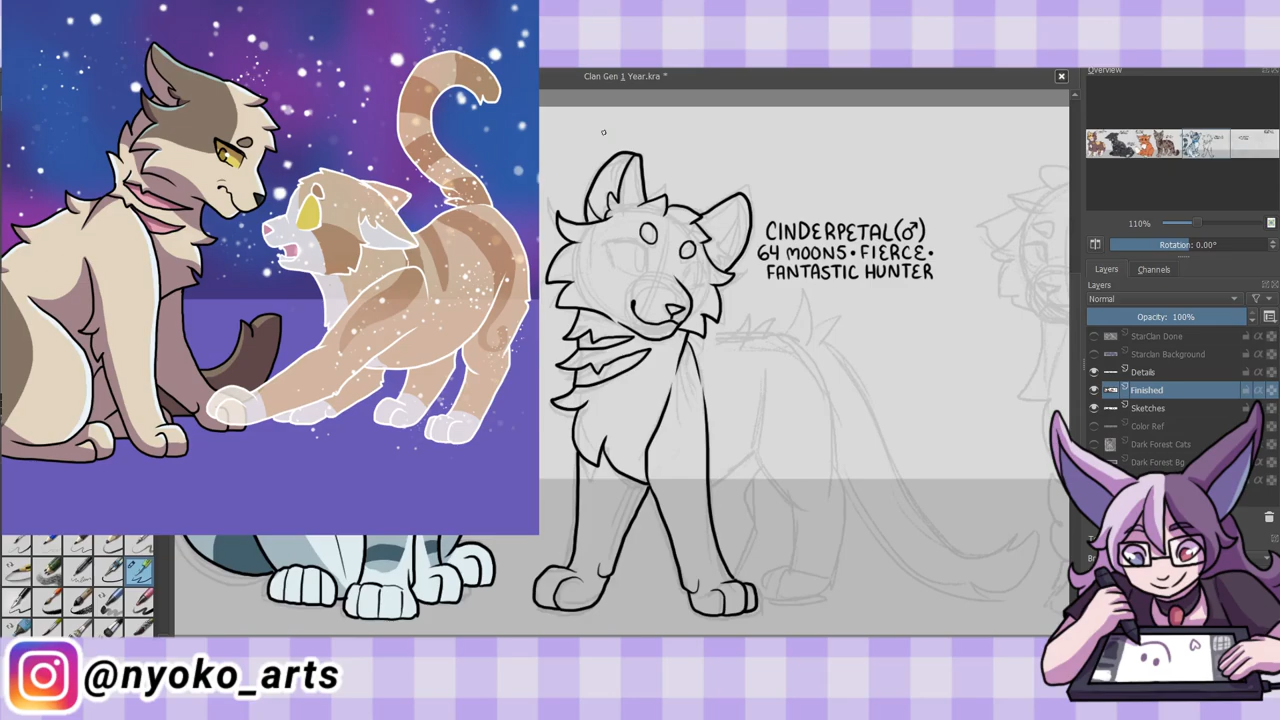 Clan Gen 1 Year.kra *
Overview
CINDERPETAL(♂)
64 MOONS•FIERCE•
FANTASTIC HUNTER
110%
Rotation: 0.00°
Layers
Channels
Layers
Normal
Opacity: 100%
StarClan Done
Starclan Background
Details
Finished
Sketches
Color Ref
Dark Forest Cats
Dark Forest Bg
@nyoko_arts